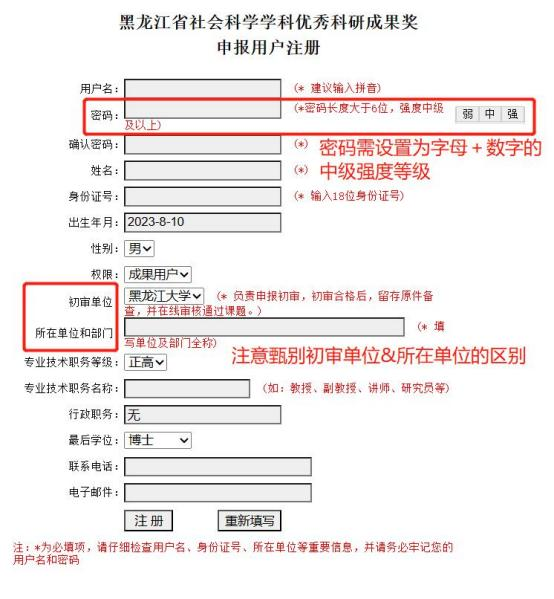 黑龙江省社会科学学科优秀科研成果奖
申报用户注册
用户名： (* 建议输入拼音)
密码： (*密码长度大于6位，强度中级及以上) 弱 中 强
确认密码： (*) 密码需设置为字母＋数字的
姓名： (*) 中级强度等级
身份证号： (* 输入18位身份证号)
出生年月： 2023-8-10
性别： 男
权限： 成果用户
初审单位 黑龙江大学 (* 负责申报初审，初审合格后，留存原件备
查，并在线审核通过课题。)
所在单位和部门 (* 填
写单位及部门全称)
注意甄别初审单位&所在单位的区别
专业技术职务等级： 正高
专业技术职务名称： (如：教授、副教授、讲师、研究员等)
行政职务： 无
最后学位： 博士
联系电话：
电子邮件：
注 册 重新填写
注：*为必填项，请仔细检查用户名、身份证号、所在单位等重要信息，并请务必牢记您的
用户名和密码